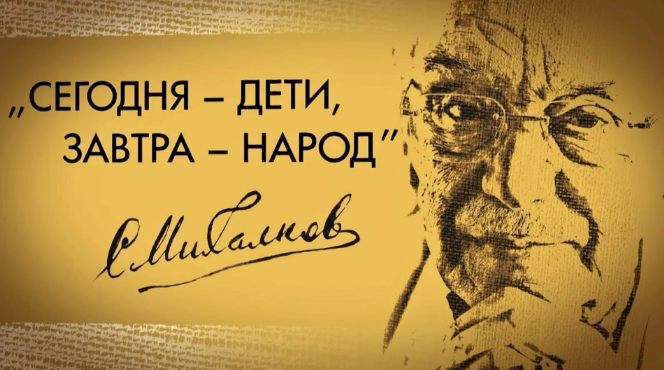 „СЕГОДНЯ – ДЕТИ,
ЗАВТРА – НАРОД”
С Михалков